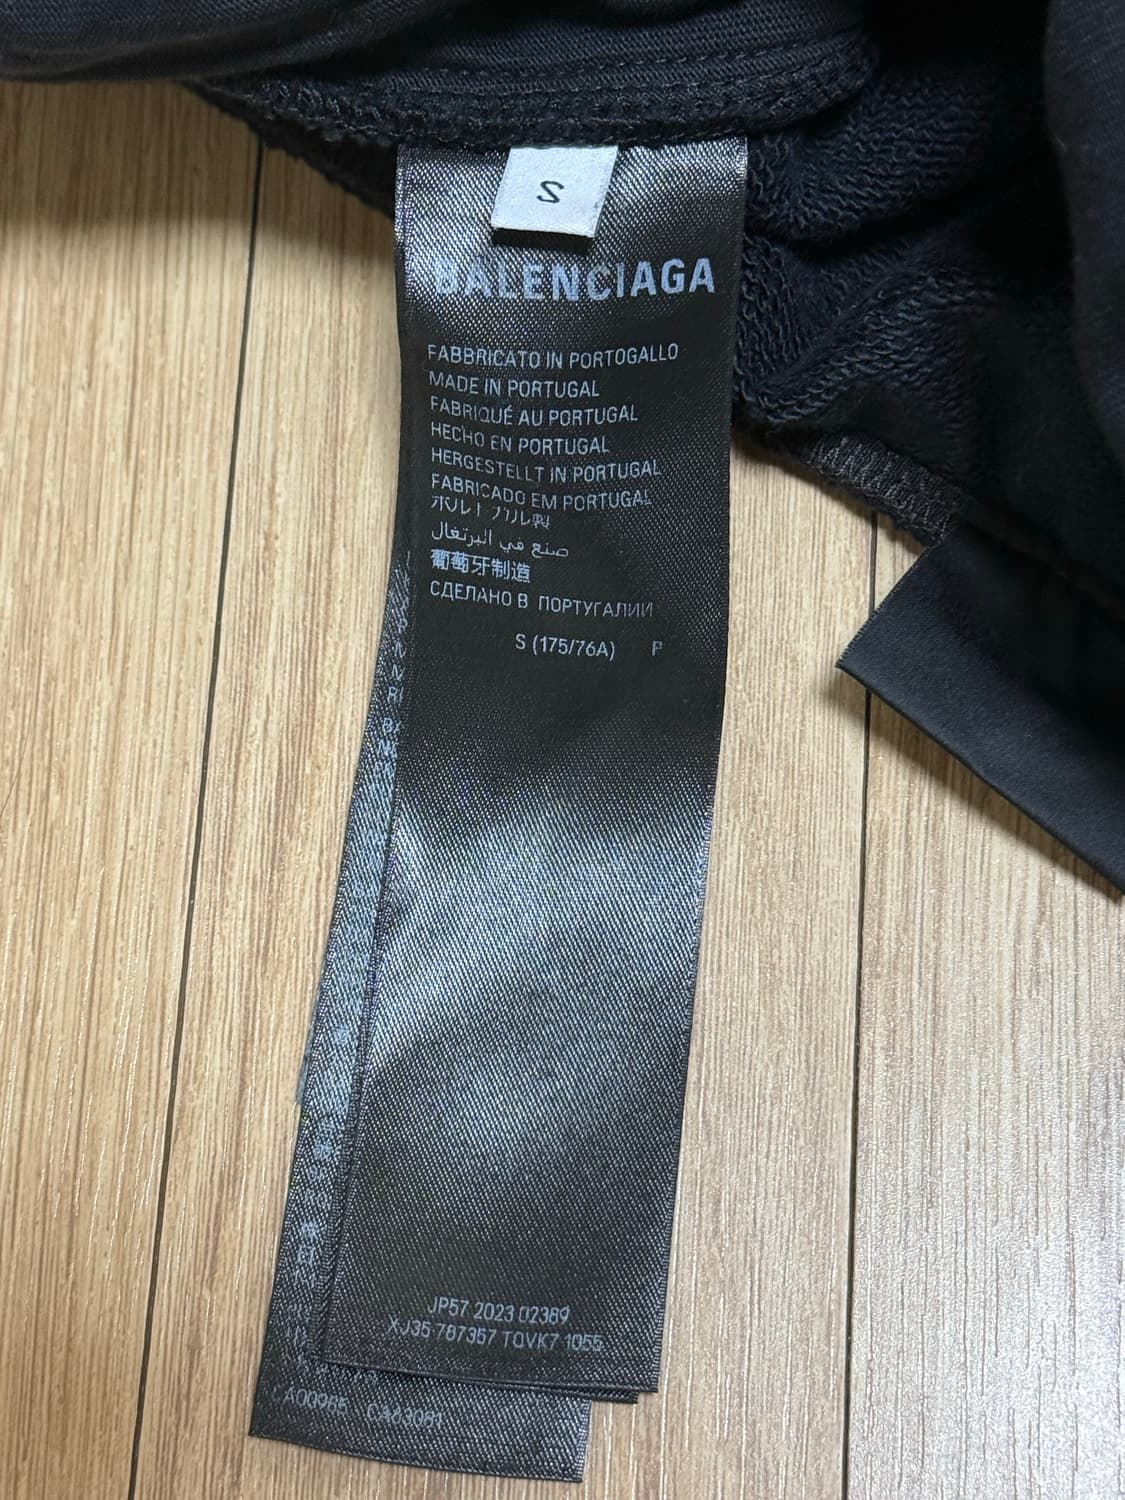 S
BALENCIAGA
FABBRICATO IN PORTOGALLO
MADE IN PORTUGAL
FABRIQUÉ AU PORTUGAL
HECHO EN PORTUGAL
HERGESTELLT IN PORTUGAL
FABRICADO EM PORTUGAL
ポルトガル製
صنع في البرتغال
葡萄牙制造
СДЕЛАНО В ПОРТУГАЛИИ
S (175/76A) P
JP57 2023 02389
XJ35 787357 TQVK7 1055
A00985 CA63081